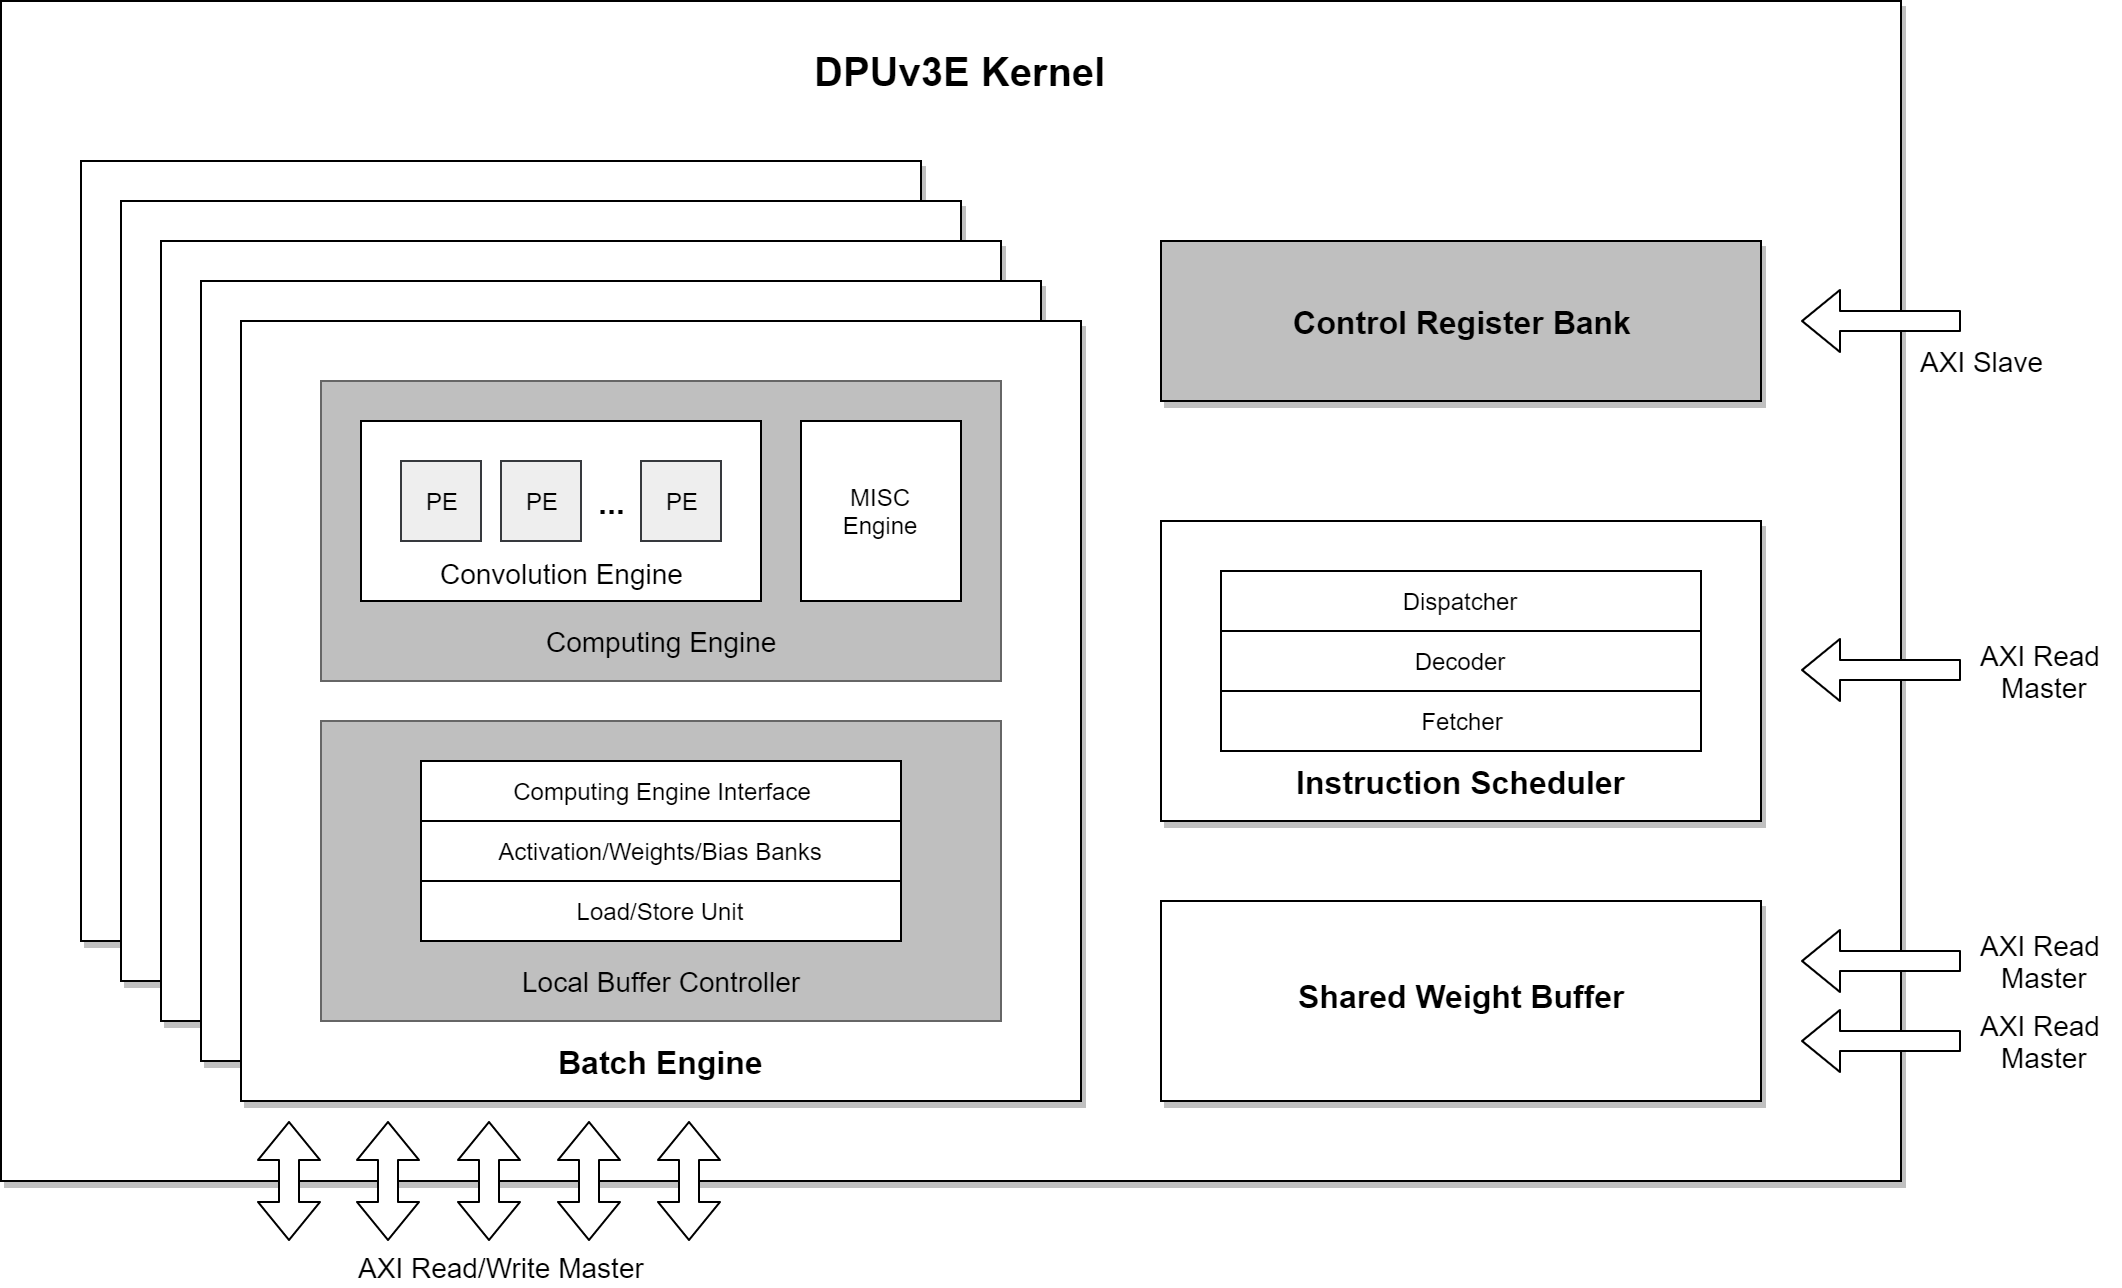 DPUv3E Kernel
PE
PE
...
PE
Convolution Engine
MISC
Engine
Computing Engine
Computing Engine Interface
Activation/Weights/Bias Banks
Load/Store Unit
Local Buffer Controller
Batch Engine
AXI Read/Write Master
Control Register Bank
AXI Slave
Dispatcher
Decoder
Fetcher
Instruction Scheduler
AXI Read
Master
Shared Weight Buffer
AXI Read
Master
AXI Read
Master